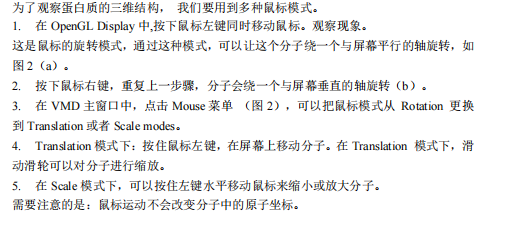 为了观察蛋白质的三维结构， 我们要用到多种鼠标模式。
1. 在 OpenGL Display 中,按下鼠标左键同时移动鼠标。观察现象。
这是鼠标的旋转模式，通过这种模式，可以让这个分子绕一个与屏幕平行的轴旋转，如
图 2（a）。
2. 按下鼠标右键，重复上一步骤，分子会绕一个与屏幕垂直的轴旋转（b）。
3. 在 VMD 主窗口中，点击 Mouse 菜单 （图 2），可以把鼠标模式从 Rotation 更换
到 Translation 或者 Scale modes。
4. Translation 模式下：按住鼠标左键，在屏幕上移动分子。在 Translation 模式下，滑
动滑轮可以对分子进行缩放。
5. 在 Scale 模式下，可以按住左键水平移动鼠标来缩小或放大分子。
需要注意的是：鼠标运动不会改变分子中的原子坐标。